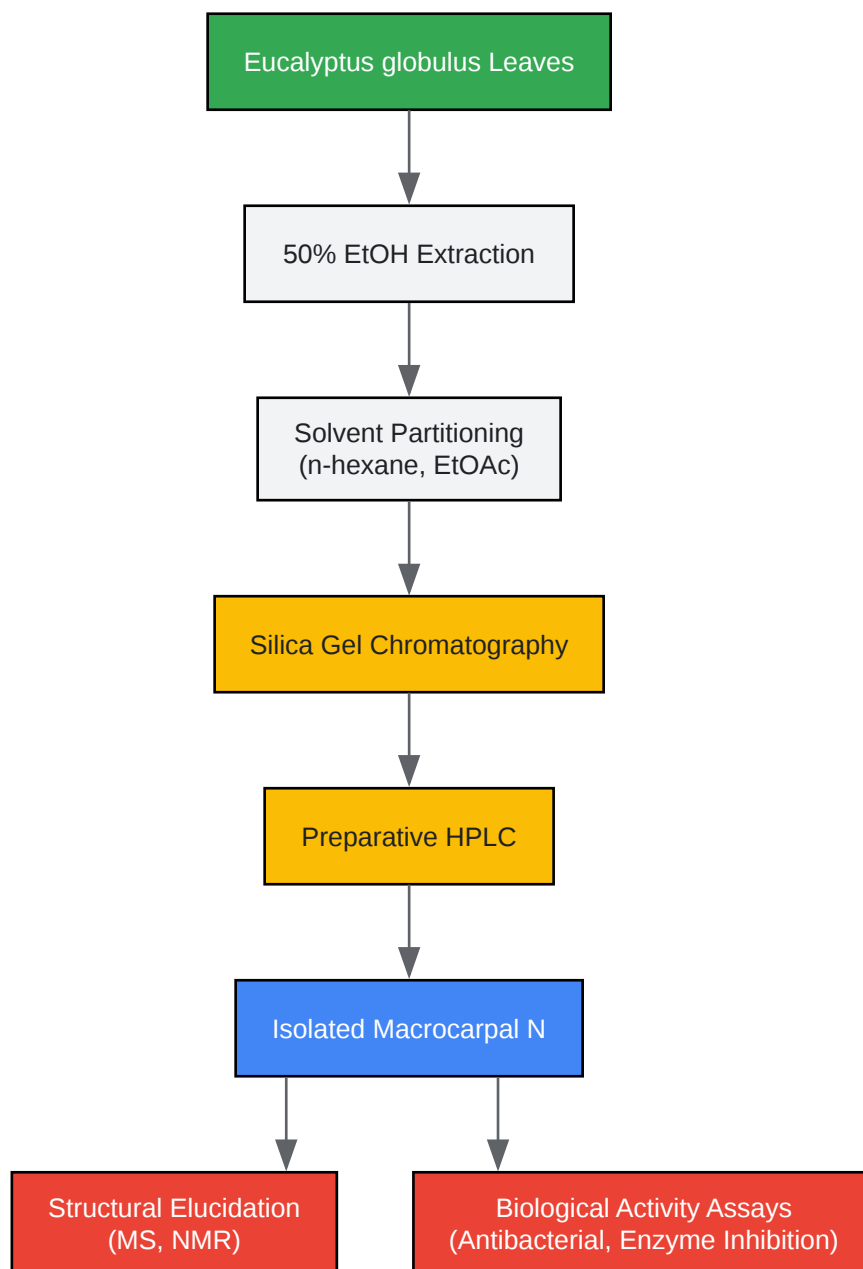 Eucalyptus globulus Leaves
50% EtOH Extraction
Solvent Partitioning
(n-hexane, EtOAc)
Silica Gel Chromatography
Preparative HPLC
Isolated Macrocarpal N
Structural Elucidation
(MS, NMR)
Biological Activity Assays
(Antibacterial, Enzyme Inhibition)